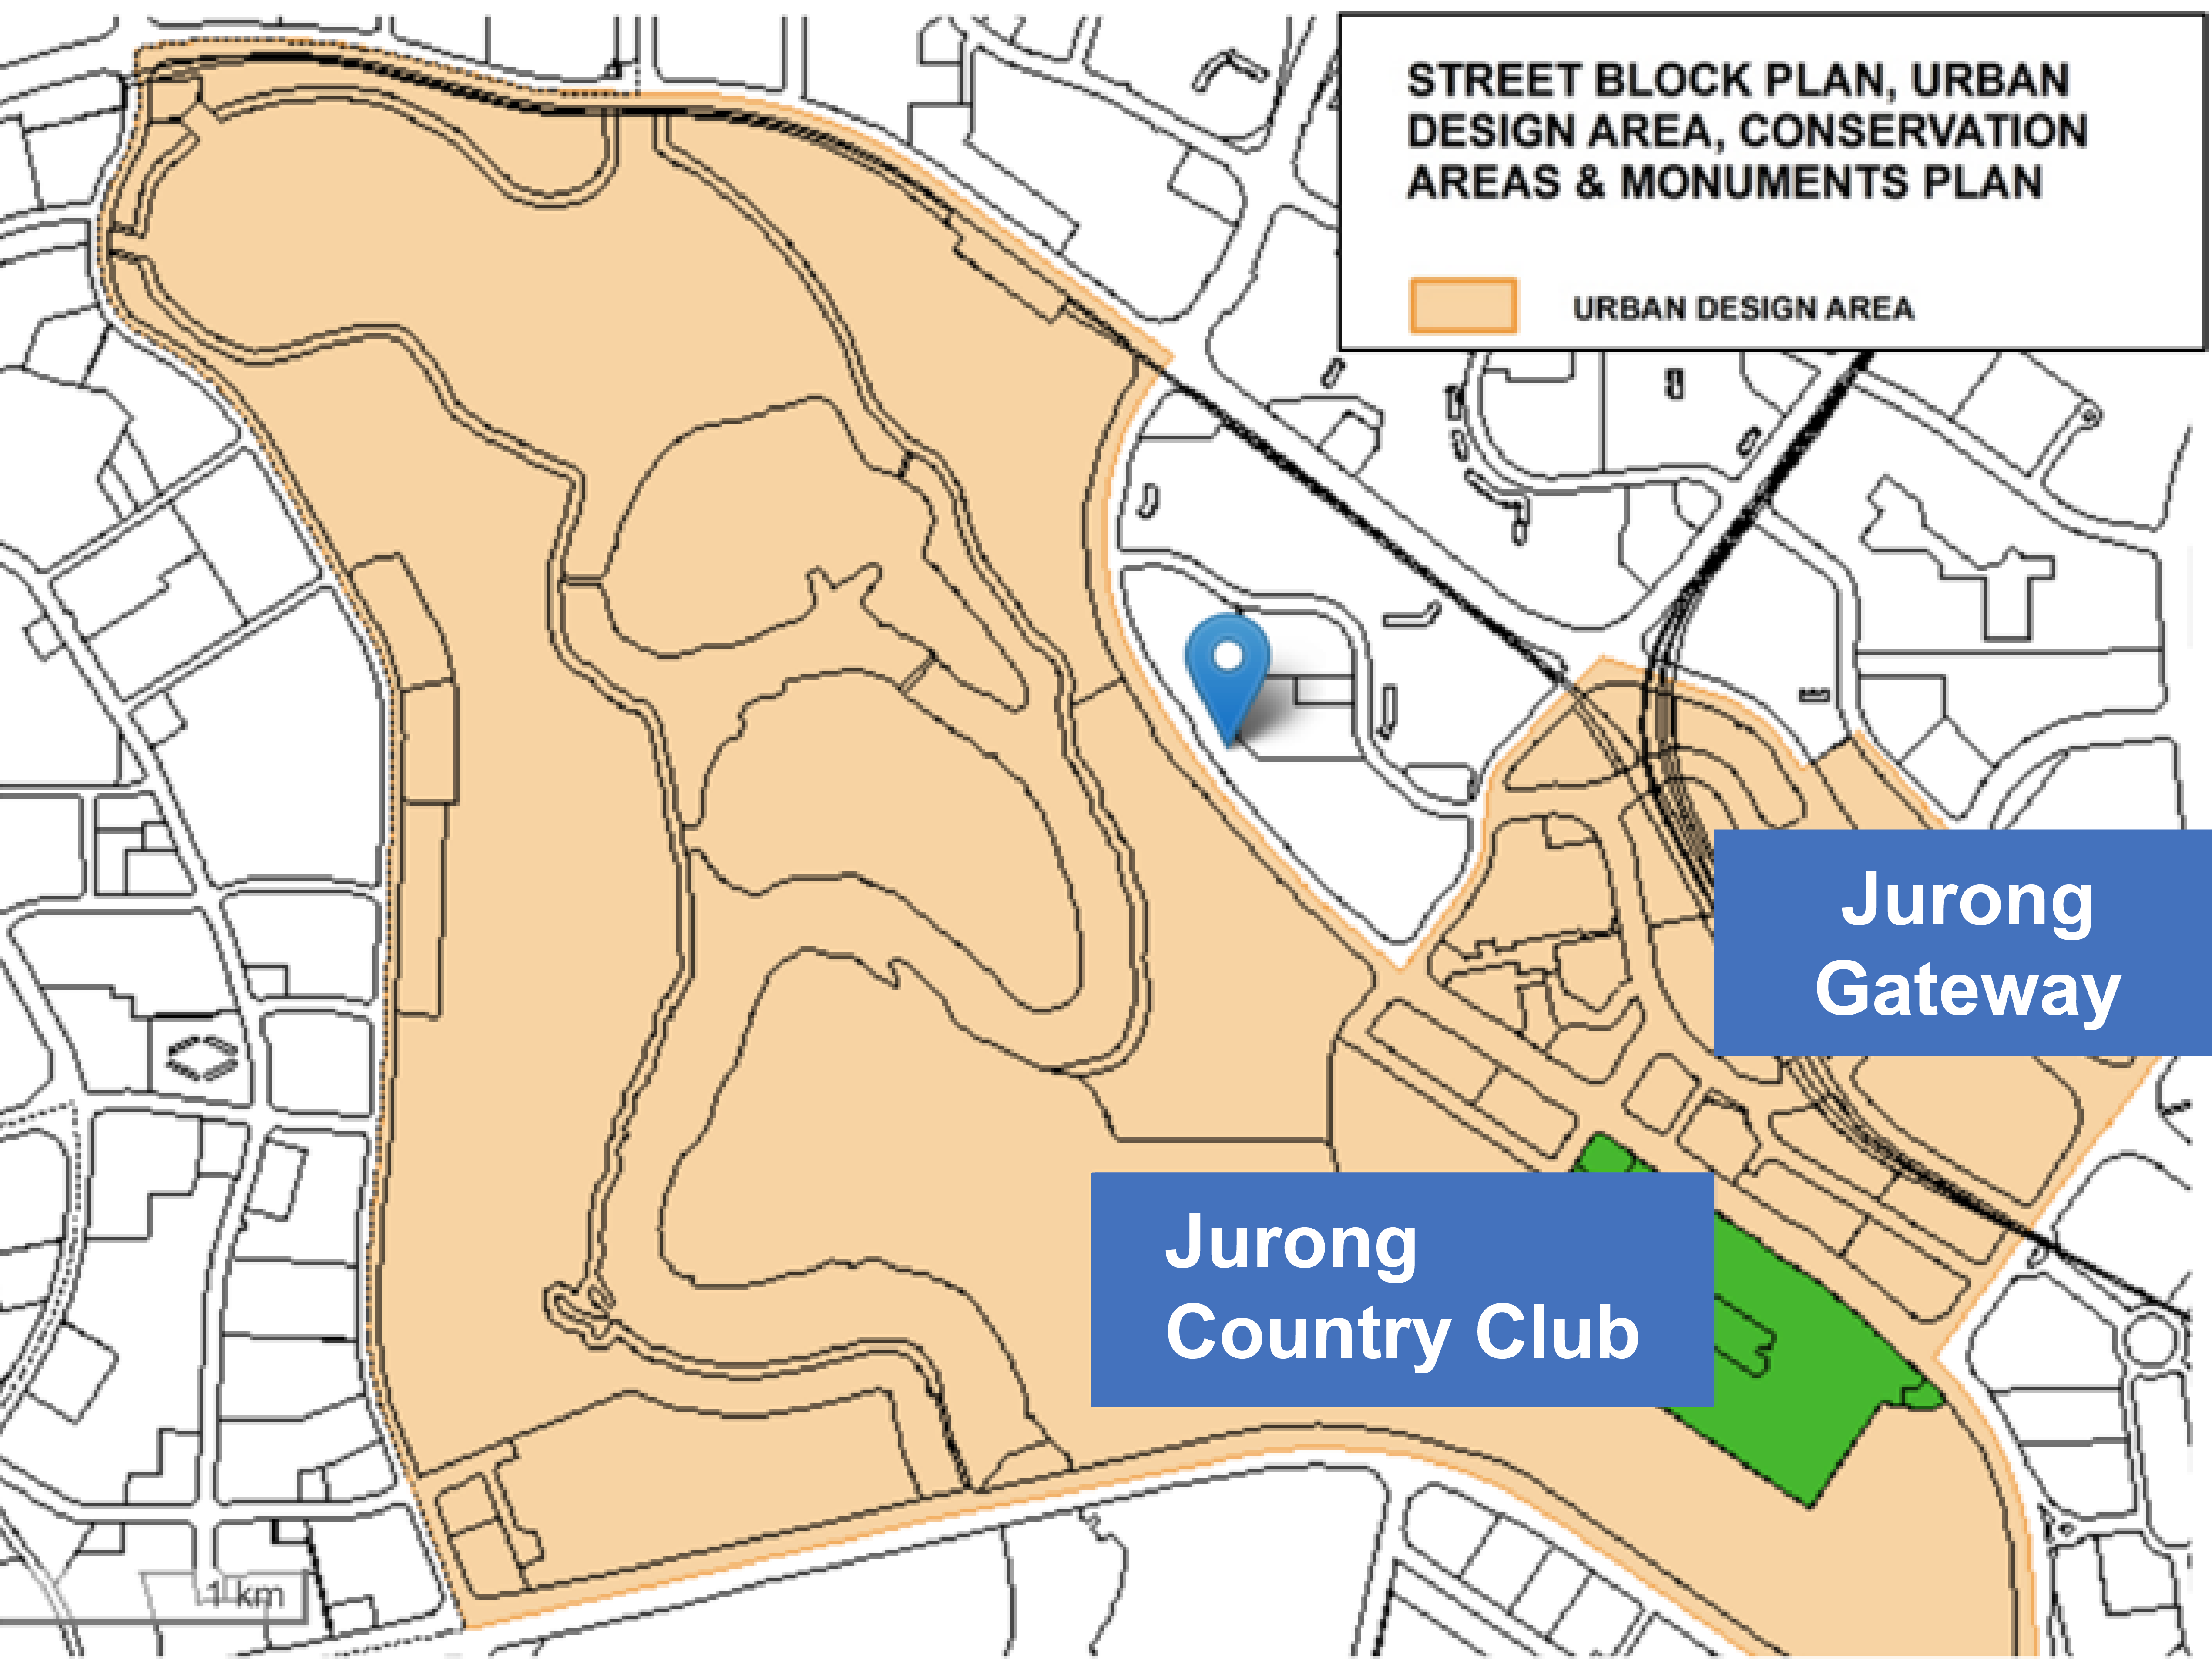 STREET BLOCK PLAN, URBAN
DESIGN AREA, CONSERVATION
AREAS & MONUMENTS PLAN
URBAN DESIGN AREA
Jurong
Gateway
Jurong
Country Club
1 km